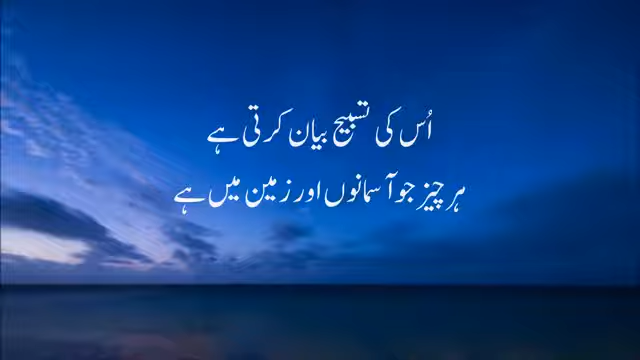 اُس کی تسبیح بیان کرتی ہے
ہر چیز جو آسمانوں اور زمین میں ہے